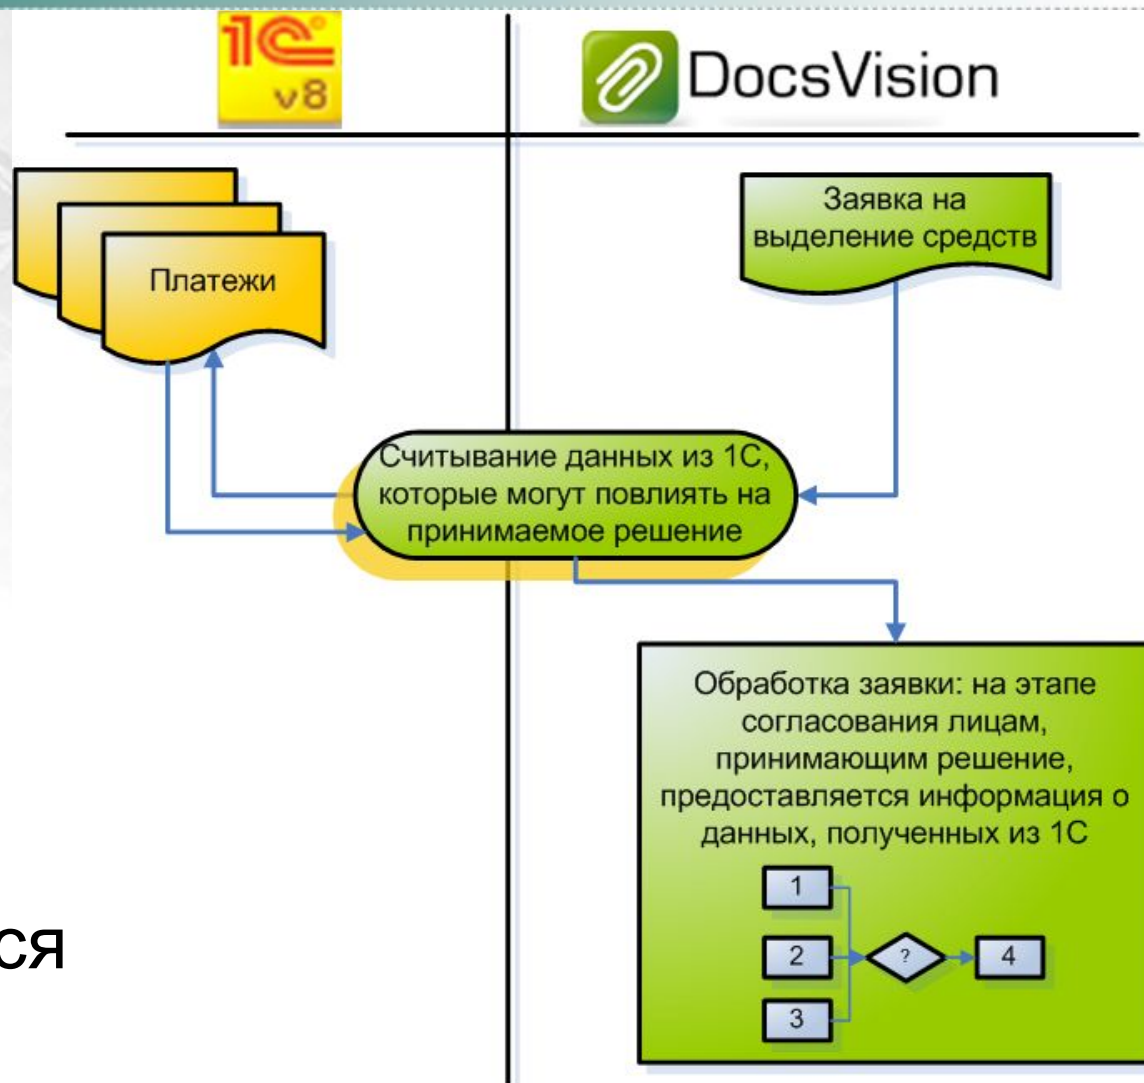 1С
v8
DocsVision
Заявка на
выделение средств
Платежи
Считывание данных из 1С,
которые могут повлиять на
принимаемое решение
Обработка заявки: на этапе
согласования лицам,
принимающим решение,
предоставляется информация о
данных, полученных из 1С
1
2
?
4
3
ся